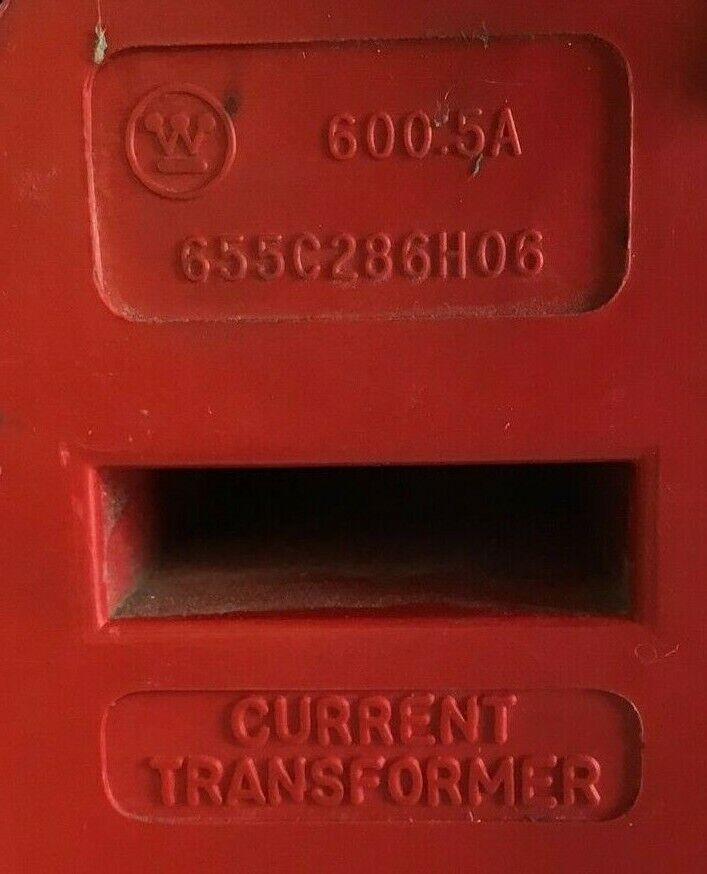 W 600:5A
655C286H06
CURRENT
TRANSFORMER